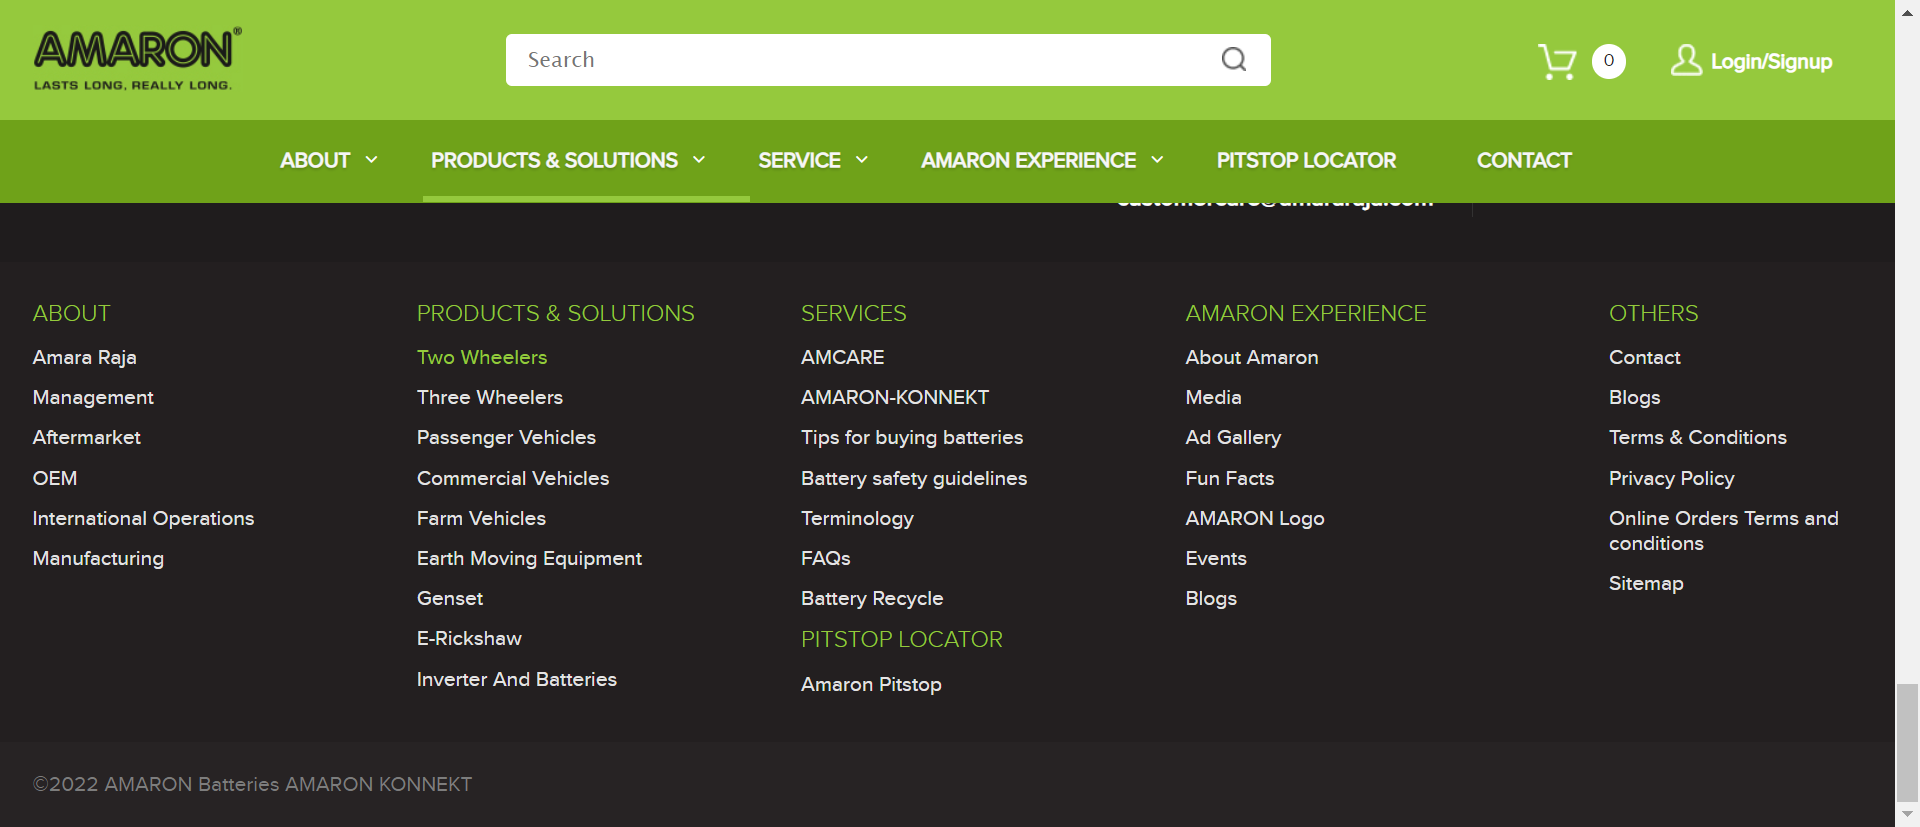 AMARON®
LASTS LONG, REALLY LONG.
Search
0
Login/Signup
ABOUT
PRODUCTS & SOLUTIONS
SERVICE
AMARON EXPERIENCE
PITSTOP LOCATOR
CONTACT
customercare@amararaja.com
ABOUT
Amara Raja
Management
Aftermarket
OEM
International Operations
Manufacturing
PRODUCTS & SOLUTIONS
Two Wheelers
Three Wheelers
Passenger Vehicles
Commercial Vehicles
Farm Vehicles
Earth Moving Equipment
Genset
E-Rickshaw
Inverter And Batteries
SERVICES
AMCARE
AMARON-KONNEKT
Tips for buying batteries
Battery safety guidelines
Terminology
FAQs
Battery Recycle
PITSTOP LOCATOR
Amaron Pitstop
AMARON EXPERIENCE
About Amaron
Media
Ad Gallery
Fun Facts
AMARON Logo
Events
Blogs
OTHERS
Contact
Blogs
Terms & Conditions
Privacy Policy
Online Orders Terms and
conditions
Sitemap
©2022 AMARON Batteries AMARON KONNEKT